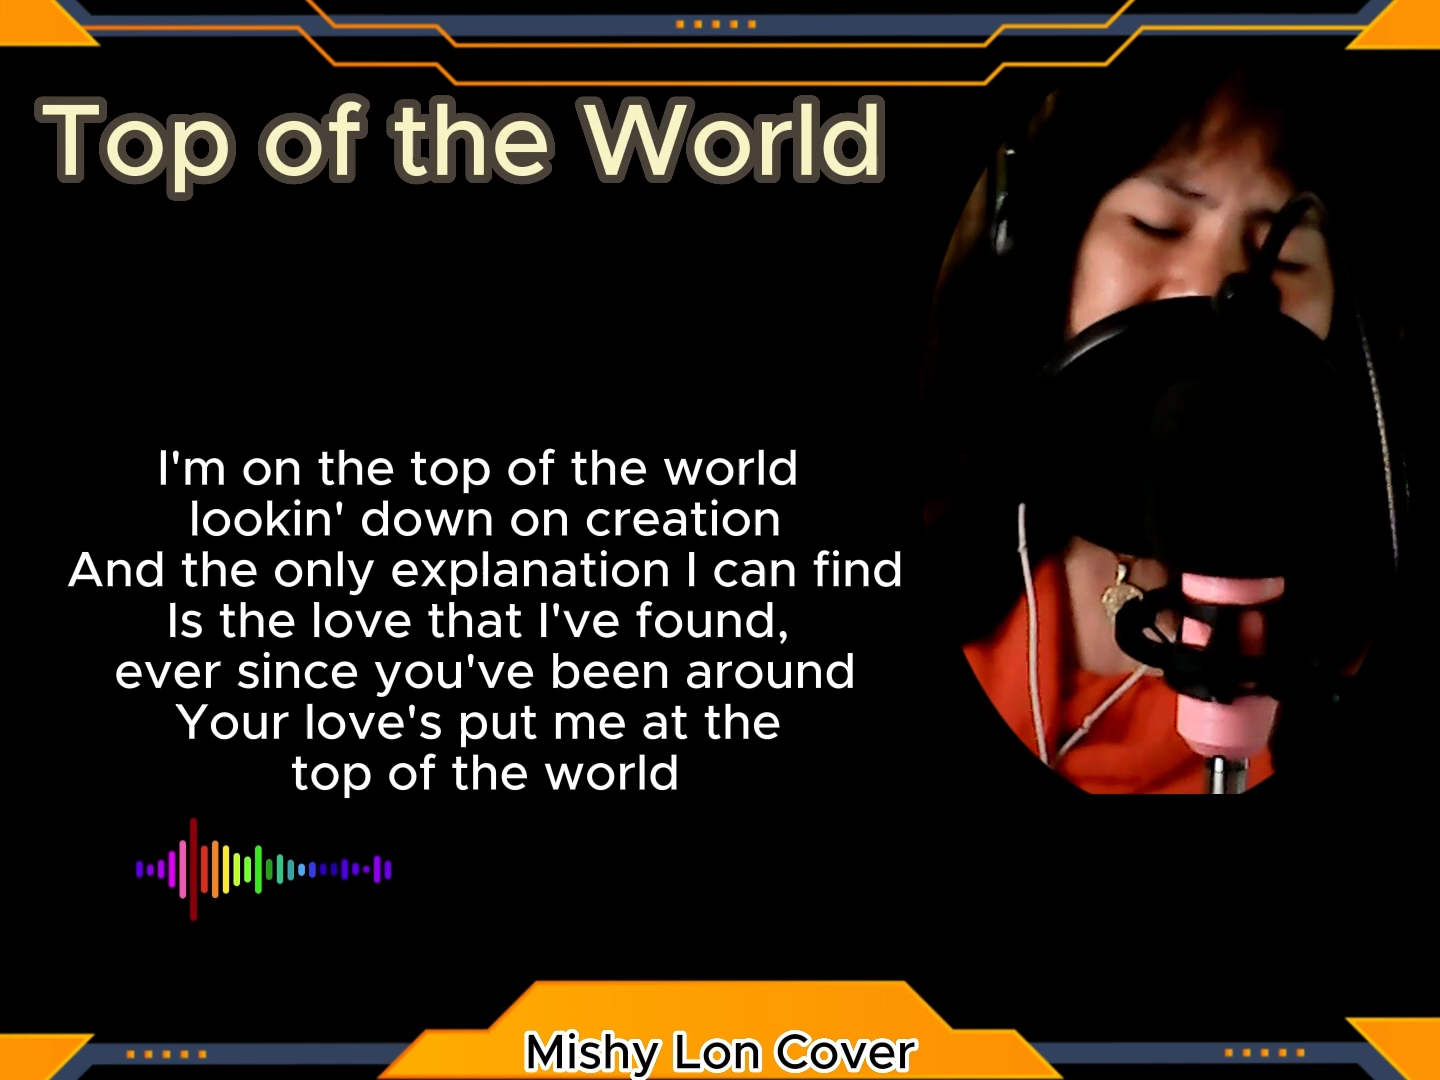 Top of the World
I'm on the top of the world
lookin' down on creation
And the only explanation I can find
Is the love that I've found,
ever since you've been around
Your love's put me at the
top of the world
Mishy Lon Cover